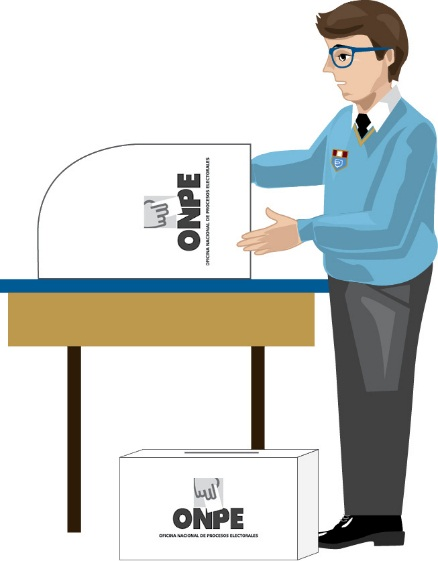 ONPE
OFICINA NACIONAL DE PROCESOS ELECTORALES
ONPE
OFICINA NACIONAL DE PROCESOS ELECTORALES